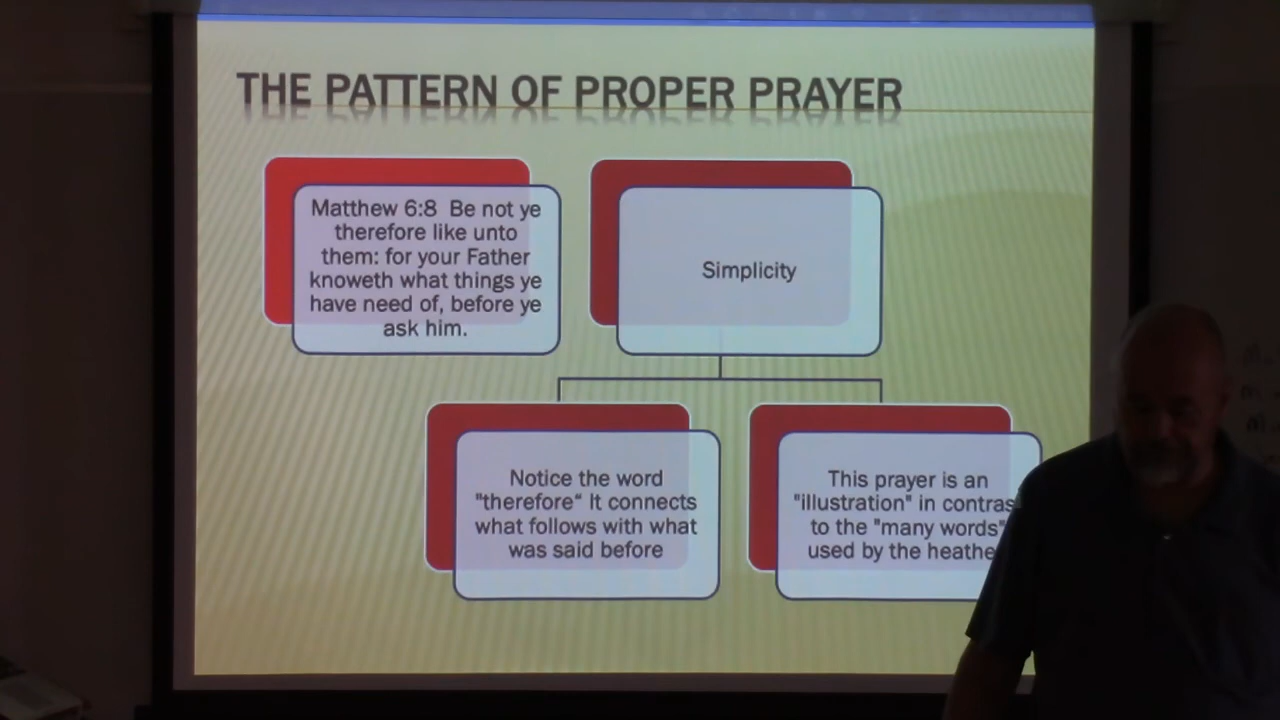 THE PATTERN OF PROPER PRAYER
Matthew 6:8 Be not ye
therefore like unto
them: for your Father
knoweth what things ye
have need of, before ye
ask him.
Simplicity
Notice the word
"therefore“ It connects
what follows with what
was said before
This prayer is an
"illustration" in contras
to the "many words"
used by the heathe